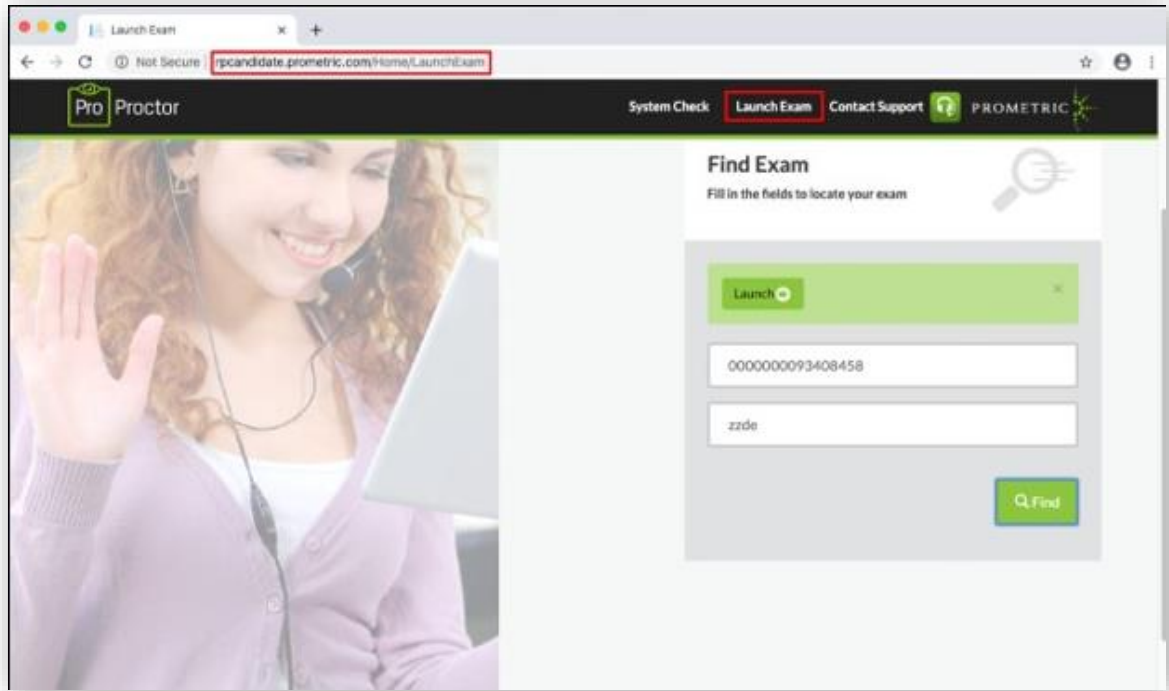 Launch Exam
Not Secure rpcandidate.prometric.com/Home/LaunchExam
Pro Proctor
System Check Launch Exam Contact Support PROMETRIC
Find Exam
Fill in the fields to locate your exam
Launch
0000000093408458
zzde
Find